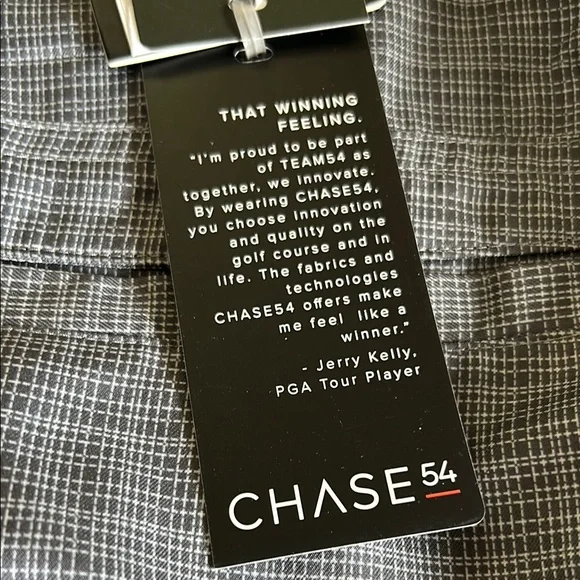 THAT WINNING
FEELING.
"I'm proud to be part
of TEAM54 as
together, we innovate.
By wearing CHASE54,
you choose innovation
and quality on the
golf course and in
life. The fabrics and
technologies
CHASE54 offers make
me feel like a
winner."
- Jerry Kelly,
PGA Tour Player
CHASE 54